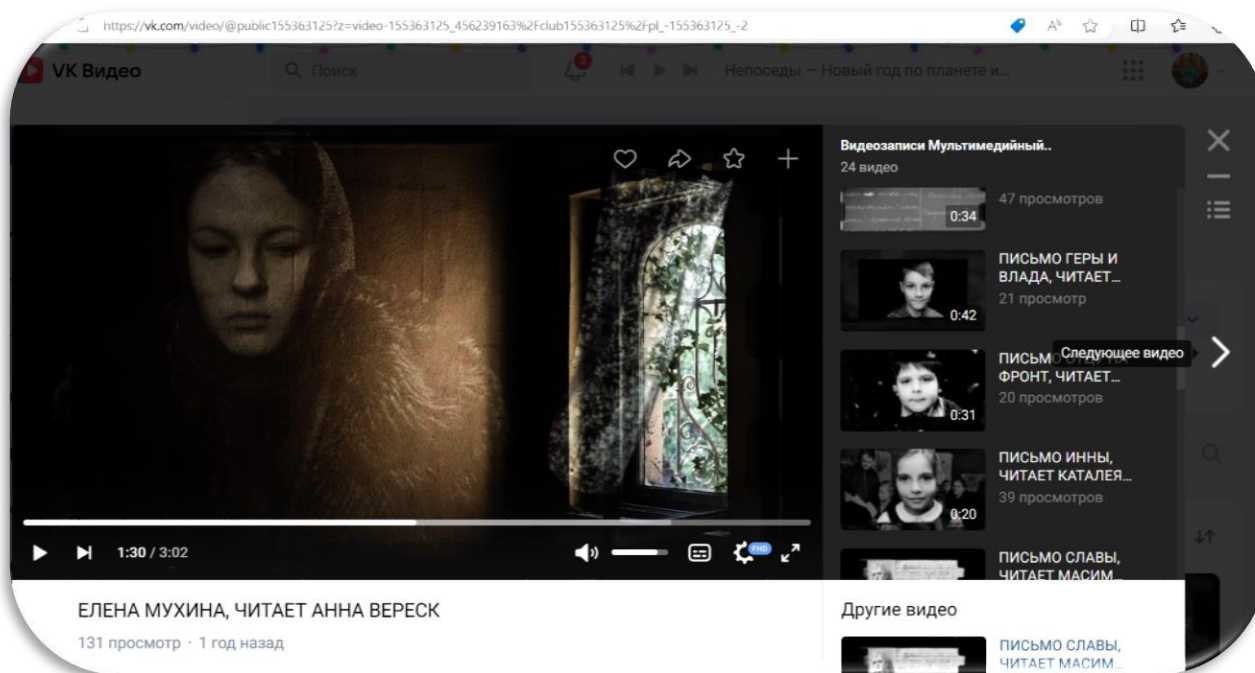 https://vk.com/video/@public155363125?z=video-155363125_456239163%2Fclub155363125%2Fpl_-155363125_-2
VK Видео
Поиск
3
Непоседы — Новый год по планете и...
Видеозаписи Мультимедийный..
24 видео
47 просмотров
0:34
ПИСЬМО ГЕРЫ И
ВЛАДА, ЧИТАЕТ...
21 просмотр
0:42
ПИСЬМ
Следующее видео
ФРОНТ, ЧИТАЕТ...
20 просмотров
0:31
ПИСЬМО ИННЫ,
ЧИТАЕТ КАТАЛЕЯ...
39 просмотров
0:20
ПИСЬМО СЛАВЫ,
ЧИТАЕТ МАСИМ...
1:30 / 3:02
FHD
ЕЛЕНА МУХИНА, ЧИТАЕТ АННА ВЕРЕСК
131 просмотр · 1 год назад
Другие видео
ПИСЬМО СЛАВЫ,
ЧИТАЕТ МАСИМ...